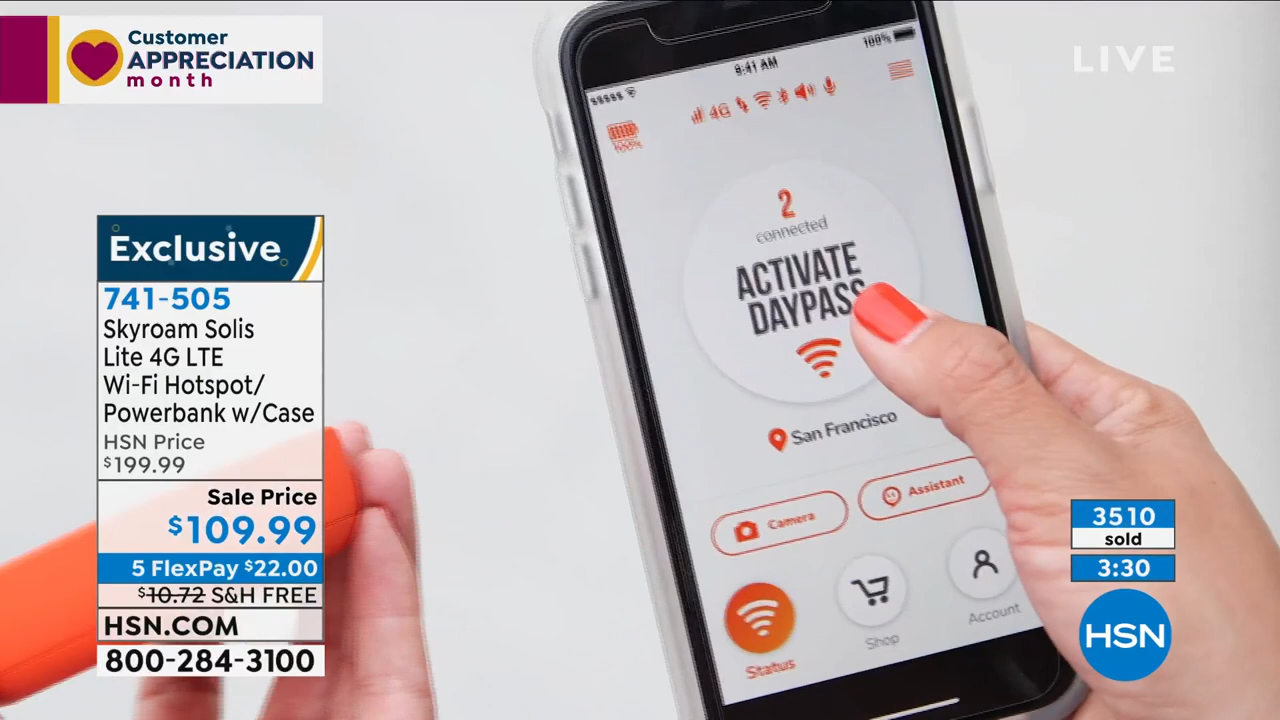 Customer
APPRECIATION
month
LIVE
Exclusive
741-505
Skyroam Solis
Lite 4G LTE
Wi-Fi Hotspot/
Powerbank w/Case
HSN Price
$199.99
Sale Price
$109.99
5 FlexPay $22.00
$10.72 S&H FREE
HSN.COM
800-284-3100
9:41 AM
100%
4G
100%
2
connected
ACTIVATE
DAYPASS
San Francisco
Camera
Assistant
Status
Shop
Account
3510
sold
3:30
HSN